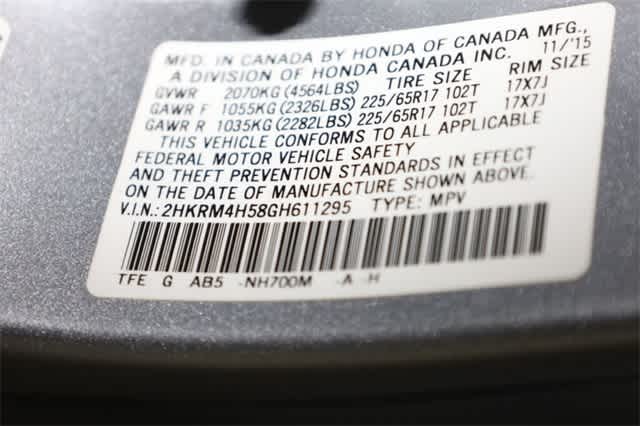 MFD. IN CANADA BY HONDA OF CANADA MFG.,
A DIVISION OF HONDA CANADA INC. 11/'15
GVWR 2070KG (4564LBS) TIRE SIZE RIM SIZE
GAWR F 1055KG (2326LBS) 225/65R17 102T 17X7J
GAWR R 1035KG (2282LBS) 225/65R17 102T 17X7J
THIS VEHICLE CONFORMS TO ALL APPLICABLE
FEDERAL MOTOR VEHICLE SAFETY
AND THEFT PREVENTION STANDARDS IN EFFECT
ON THE DATE OF MANUFACTURE SHOWN ABOVE.
V.I.N.: 2HKRM4H58GH611295 TYPE: MPV
TFE G AB5 -NH700M -A -H